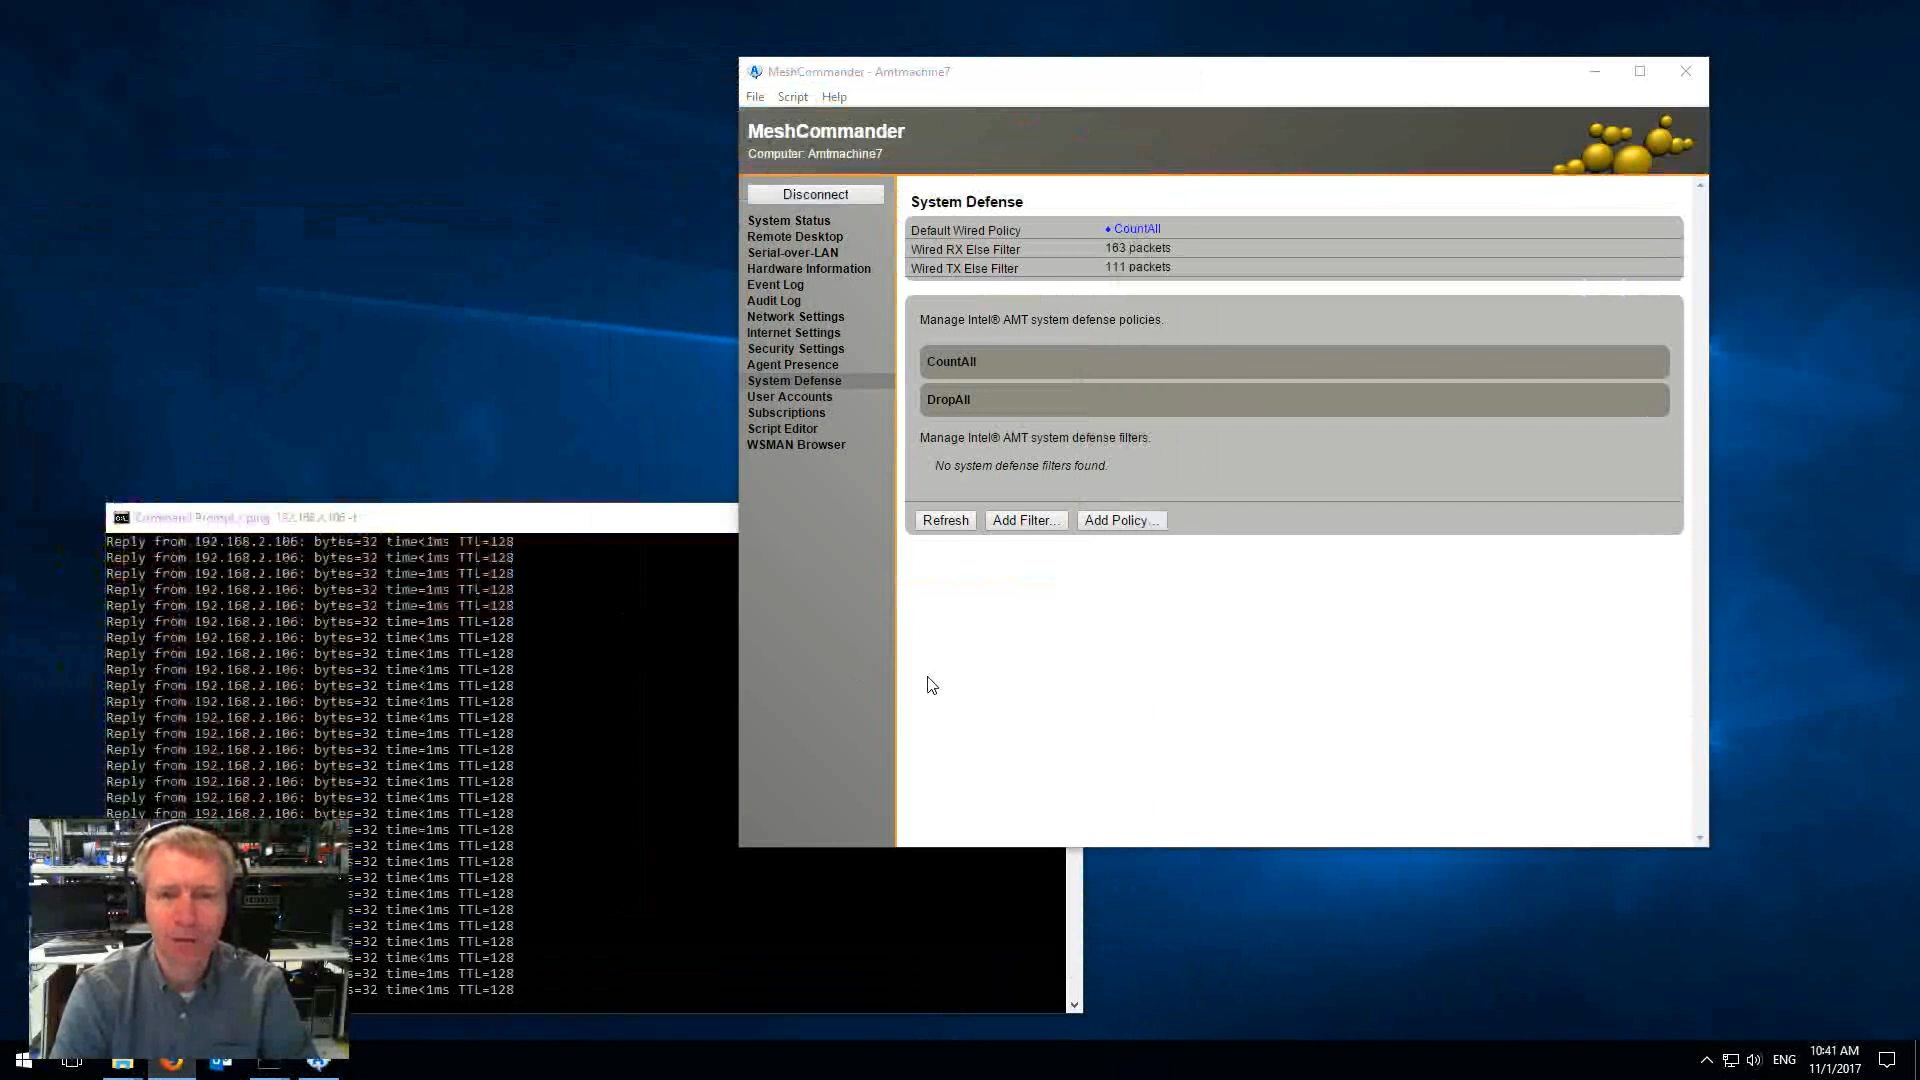 MeshCommander - Amtmachine7
File Script Help
MeshCommander
Computer: Amtmachine7
Disconnect
System Status
Remote Desktop
Serial-over-LAN
Hardware Information
Event Log
Audit Log
Network Settings
Internet Settings
Security Settings
Agent Presence
System Defense
User Accounts
Subscriptions
Script Editor
WSMAN Browser
System Defense
Default Wired Policy ♦ CountAll
Wired RX Else Filter 163 packets
Wired TX Else Filter 111 packets
Manage Intel® AMT system defense policies.
CountAll
DropAll
Manage Intel® AMT system defense filters.
No system defense filters found.
Refresh Add Filter... Add Policy...
Command Prompt - ping 192.168.2.106 -t
Reply from 192.168.2.106: bytes=32 time<1ms TTL=128
Reply from 192.168.2.106: bytes=32 time<1ms TTL=128
Reply from 192.168.2.106: bytes=32 time=1ms TTL=128
Reply from 192.168.2.106: bytes=32 time<1ms TTL=128
Reply from 192.168.2.106: bytes=32 time=1ms TTL=128
Reply from 192.168.2.106: bytes=32 time=1ms TTL=128
Reply from 192.168.2.106: bytes=32 time<1ms TTL=128
Reply from 192.168.2.106: bytes=32 time<1ms TTL=128
Reply from 192.168.2.106: bytes=32 time<1ms TTL=128
Reply from 192.168.2.106: bytes=32 time<1ms TTL=128
Reply from 192.168.2.106: bytes=32 time<1ms TTL=128
Reply from 192.168.2.106: bytes=32 time<1ms TTL=128
Reply from 192.168.2.106: bytes=32 time<1ms TTL=128
Reply from 192.168.2.106: bytes=32 time<1ms TTL=128
Reply from 192.168.2.106: bytes=32 time<1ms TTL=128
Reply from 192.168.2.106: bytes=32 time<1ms TTL=128
Reply from 192.168.2.106: bytes=32 time<1ms TTL=128
Reply from 192.168.2.106: bytes=32 time<1ms TTL=128
s=32 time=1ms TTL=128
s=32 time<1ms TTL=128
s=32 time<1ms TTL=128
s=32 time<1ms TTL=128
s=32 time<1ms TTL=128
s=32 time<1ms TTL=128
s=32 time<1ms TTL=128
s=32 time<1ms TTL=128
s=32 time<1ms TTL=128
s=32 time=1ms TTL=128
s=32 time<1ms TTL=128
ENG
10:41 AM
11/1/2017